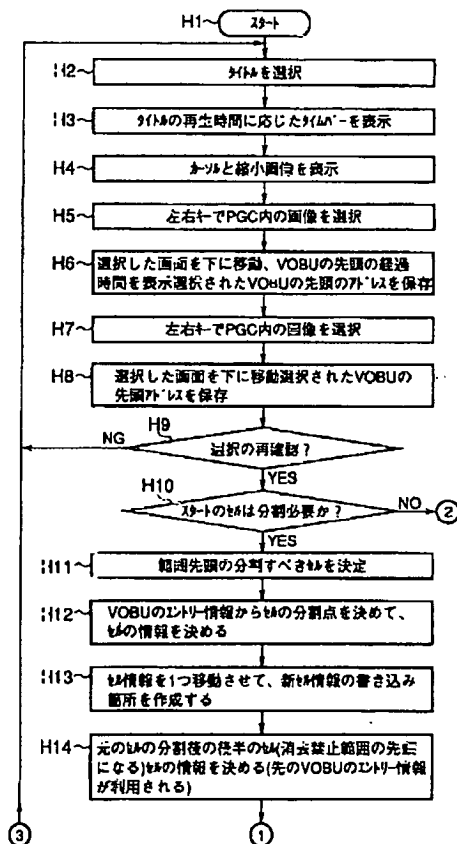 H1
スタート
H2
タイトルを選択
H3
タイトルの再生時間に応じたタイムバーを表示
H4
カーソルと縮小画像を表示
H5
左右キーでPGC内の画像を選択
H6
選択した画面を下に移動、VOBUの先頭の経過
時間を表示選択されたVOBUの先頭のアドレスを保存
H7
左右キーでPGC内の画像を選択
H8
選択した画面を下に移動選択されたVOBUの
先頭アドレスを保存
H9
選択の再確認?
NG
YES
H10
スタートのセルは分割必要か?
NO
2
YES
H11
範囲先頭の分割すべきセルを決定
H12
VOBUのエントリー情報からセルの分割点を決めて、
セルの情報を決める
H13
セル情報を1つ移動させて、新セル情報の書き込み
箇所を作成する
H14
元のセルの分割後の後半のセル(消去禁止範囲の先頭
になる)セルの情報を決める(先のVOBUのエントリー情報
が利用される)
3
1